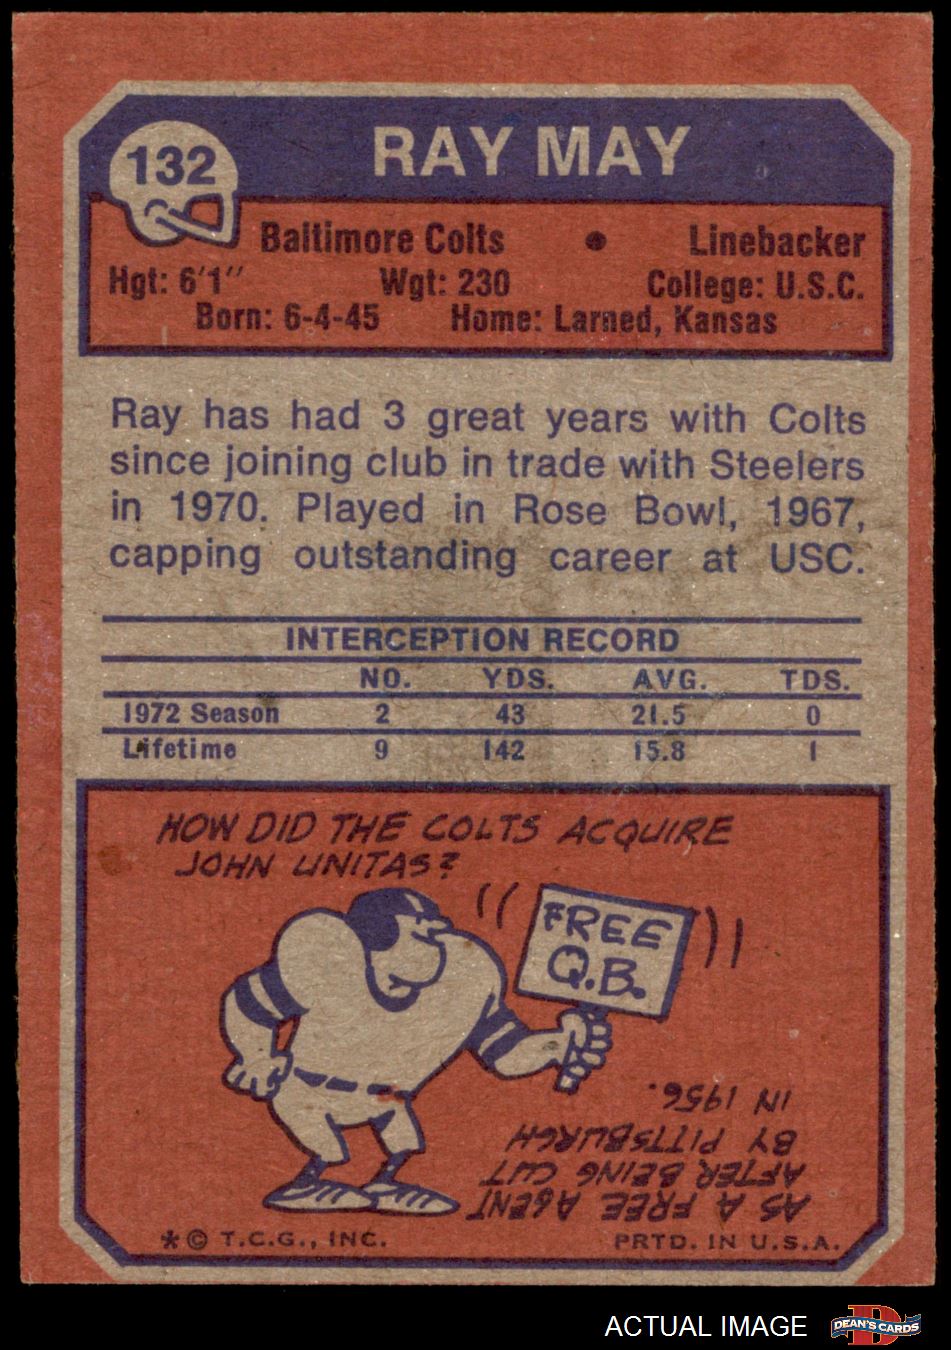 132
RAY MAY
Baltimore Colts • Linebacker
Hgt: 6'1" Wgt: 230 College: U.S.C.
Born: 6-4-45 Home: Larned, Kansas
Ray has had 3 great years with Colts
since joining club in trade with Steelers
in 1970. Played in Rose Bowl, 1967,
capping outstanding career at USC.
INTERCEPTION RECORD
NO. YDS. AVG. TDS.
1972 Season 2 43 21.5 0
Lifetime 9 142 15.8 1
HOW DID THE COLTS ACQUIRE
JOHN UNITAS?
FREE
Q.B.
AS A FREE AGENT
AFTER BEING CUT
BY PITTSBURGH
IN 1956.
*© T.C.G., INC. PRTD. IN U.S.A.
ACTUAL IMAGE
D
DEAN'S CARDS